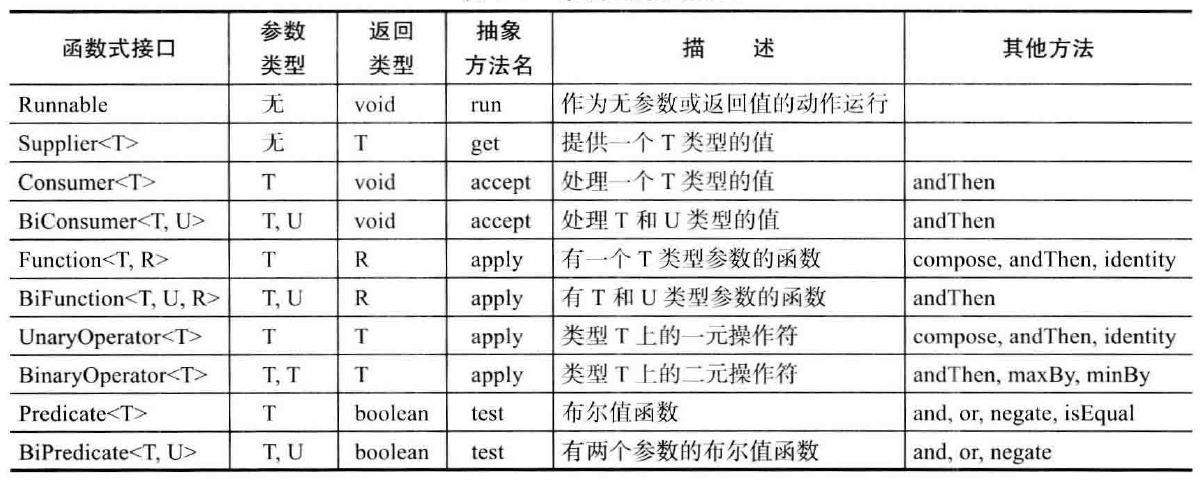 函数式接口 参数类型 返回类型 抽象方法名 描 述 其他方法
Runnable 无 void run 作为无参数或返回值的动作运行
Supplier<T> 无 T get 提供一个 T 类型的值
Consumer<T> T void accept 处理一个 T 类型的值 andThen
BiConsumer<T, U> T, U void accept 处理 T 和 U 类型的值 andThen
Function<T, R> T R apply 有一个 T 类型参数的函数 compose, andThen, identity
BiFunction<T, U, R> T, U R apply 有 T 和 U 类型参数的函数 andThen
UnaryOperator<T> T T apply 类型 T 上的一元操作符 compose, andThen, identity
BinaryOperator<T> T, T T apply 类型 T 上的二元操作符 andThen, maxBy, minBy
Predicate<T> T boolean test 布尔值函数 and, or, negate, isEqual
BiPredicate<T, U> T, U boolean test 有两个参数的布尔值函数 and, or, negate